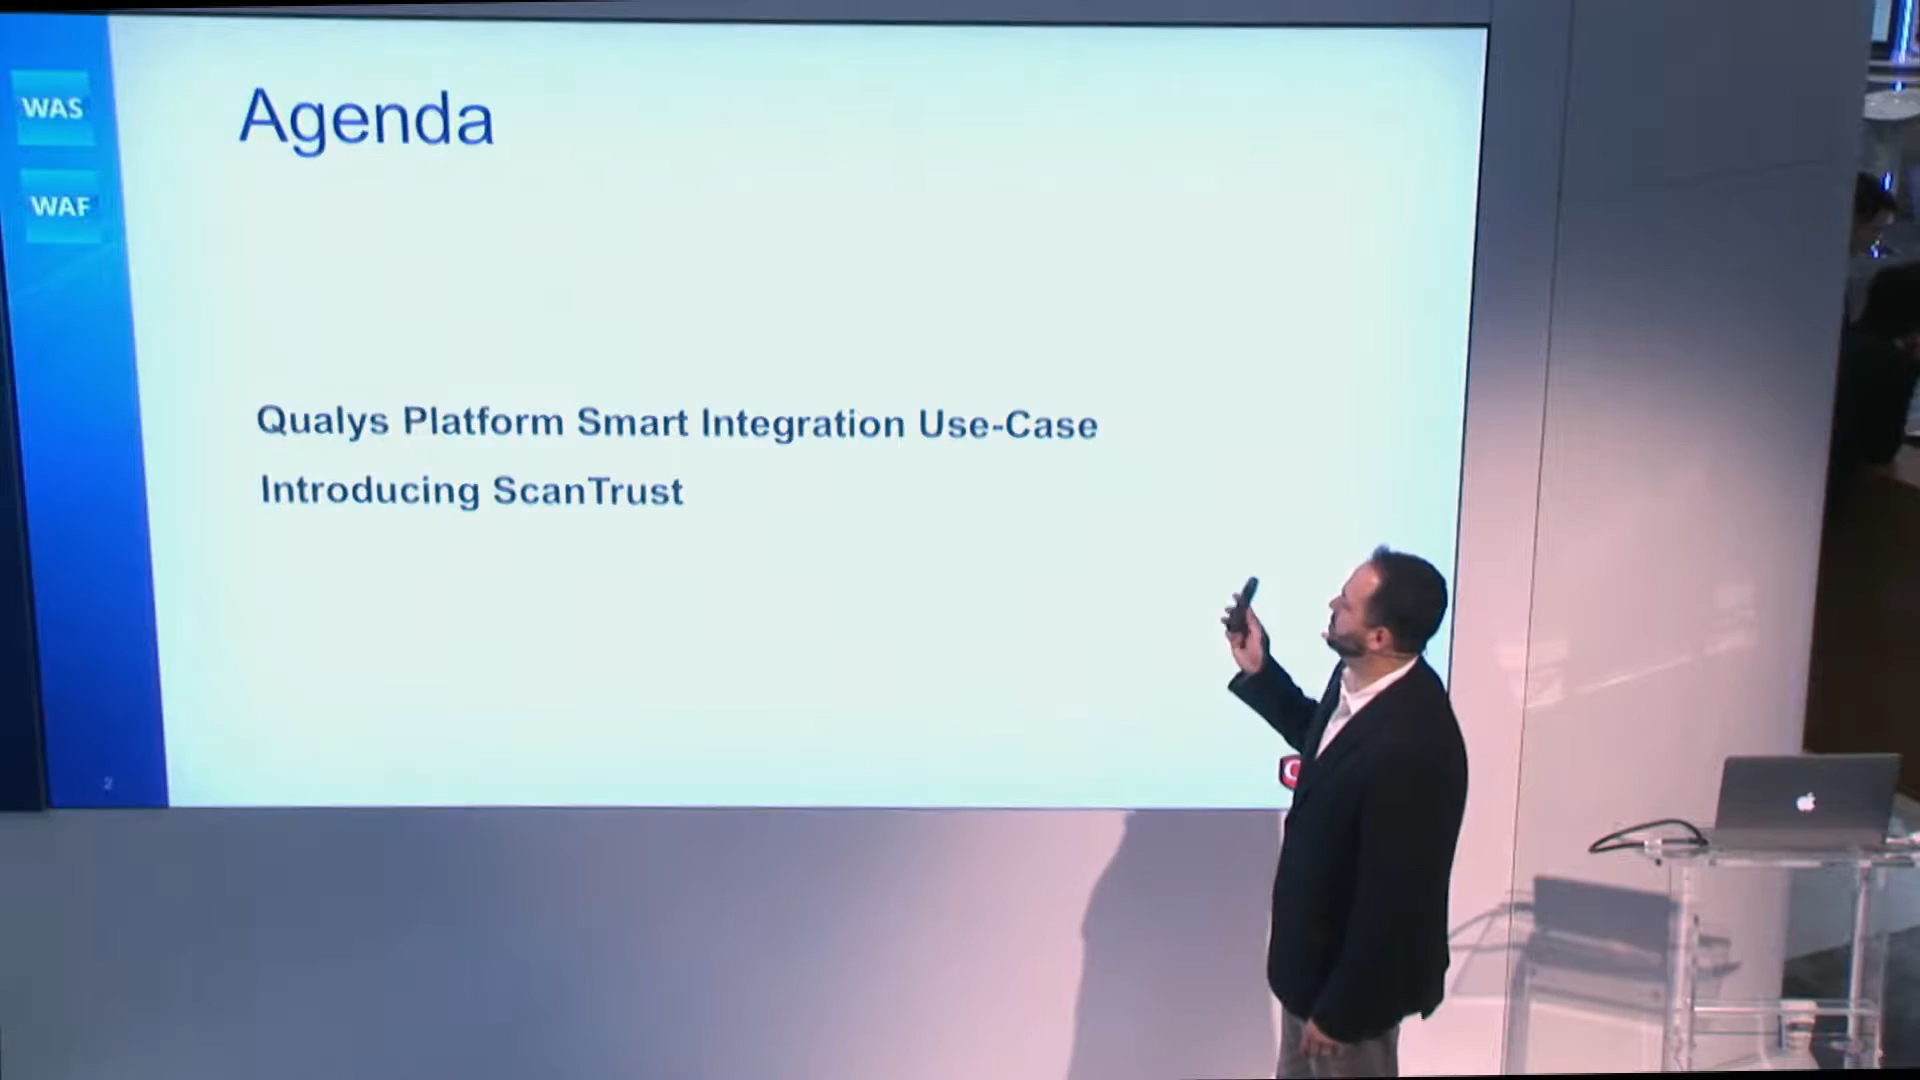 WAS
WAF
Agenda
Qualys Platform Smart Integration Use-Case
Introducing ScanTrust
2